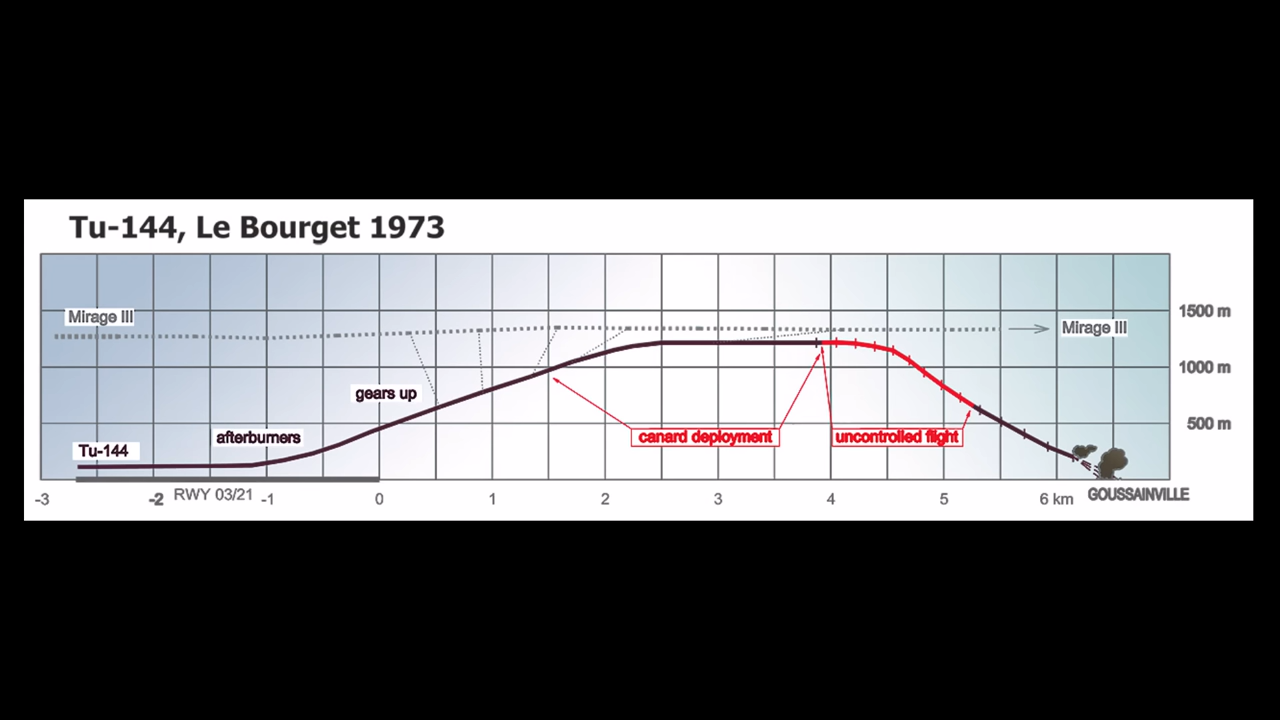 Tu-144, Le Bourget 1973
Mirage III
1500 m
Mirage III
1000 m
gears up
500 m
afterburners
canard deployment
uncontrolled flight
Tu-144
-3 -2 RWY 03/21 -1 0 1 2 3 4 5 6 km GOUSSAINVILLE